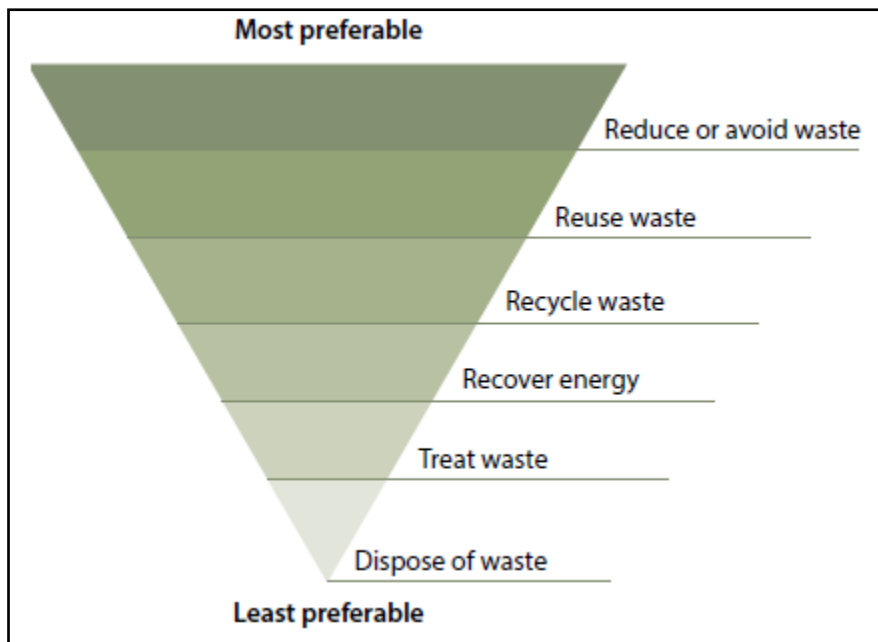 Most preferable
Reduce or avoid waste
Reuse waste
Recycle waste
Recover energy
Treat waste
Dispose of waste
Least preferable